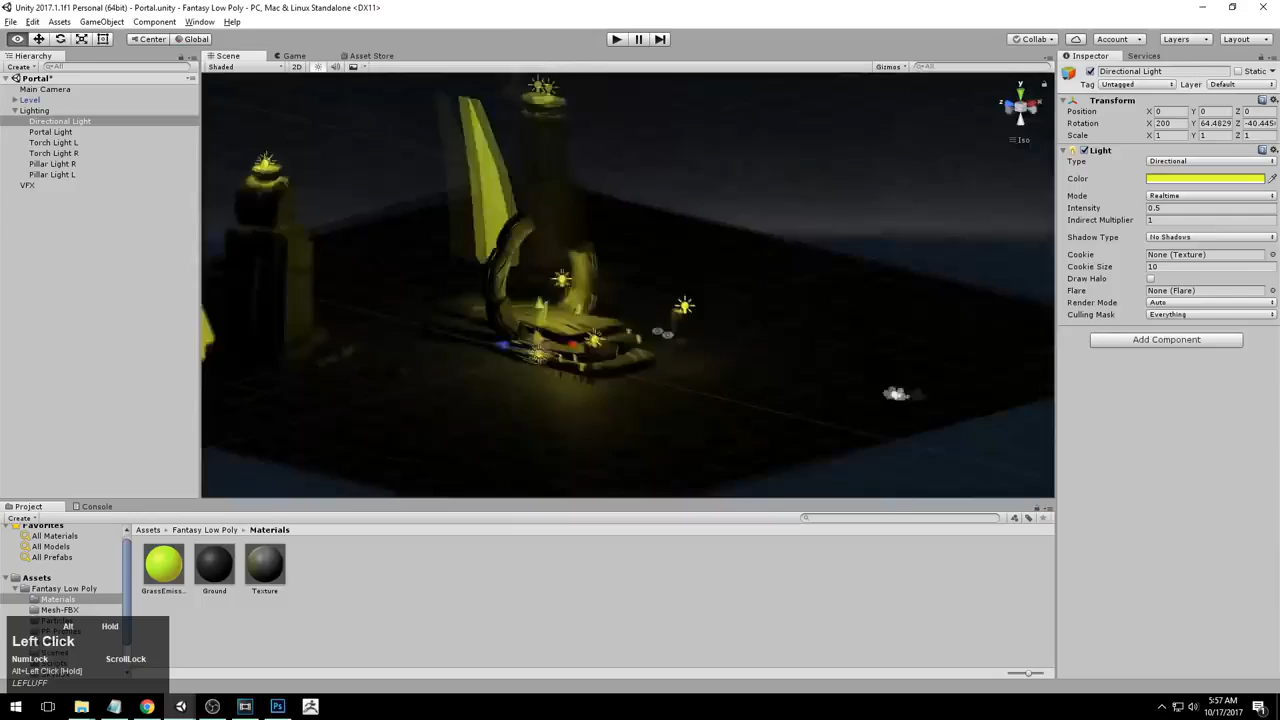 Unity 2017.1.1f1 Personal (64bit) - Portal.unity - Fantasy Low Poly - PC, Mac & Linux Standalone <DX11>
File Edit Assets GameObject Component Window Help
Center Global Collab Account Layers Layout
Hierarchy
Create All
Portal*
Main Camera
Level
Lighting
Directional Light
Portal Light
Torch Light L
Torch Light R
Pillar Light R
Pillar Light L
VFX
Scene Game Asset Store
Shaded 2D Gizmos All
y
z x
Iso
Inspector Services
Directional Light Static
Tag Untagged Layer Default
Transform
Position X 0 Y 0 Z 0
Rotation X 200 Y 64.4829 Z -40.445
Scale X 1 Y 1 Z 1
Light
Type Directional
Color
Mode Realtime
Intensity 0.5
Indirect Multiplier 1
Shadow Type No Shadows
Cookie None (Texture)
Cookie Size 10
Draw Halo
Flare None (Flare)
Render Mode Auto
Culling Mask Everything
Add Component
Project Console
Create
Favorites
All Materials
All Models
All Prefabs
Assets
Fantasy Low Poly
Materials
Mesh-FBX
Assets Fantasy Low Poly Materials
GrassEmiss... Ground Texture
Alt Hold
Left Click
NumLock ScrollLock
Alt+Left Click [Hold]
LEFLUFF
Ps
5:57 AM
10/17/2017